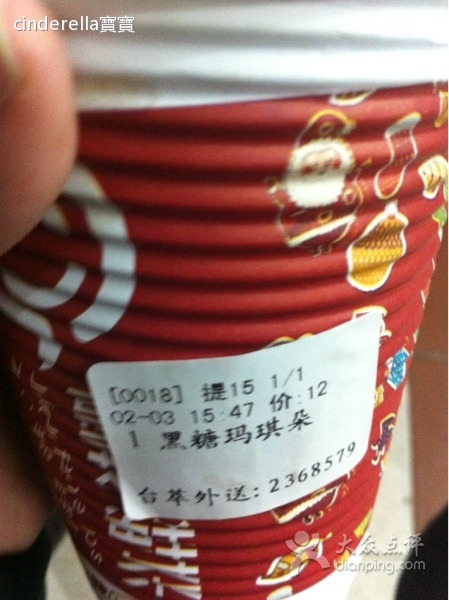 cinderella寶寶
[0018] 提15 1/1
02-03 15:47 价:12
1 黑糖玛琪朵
台萃外送:2368579
大众点评
dianping.com